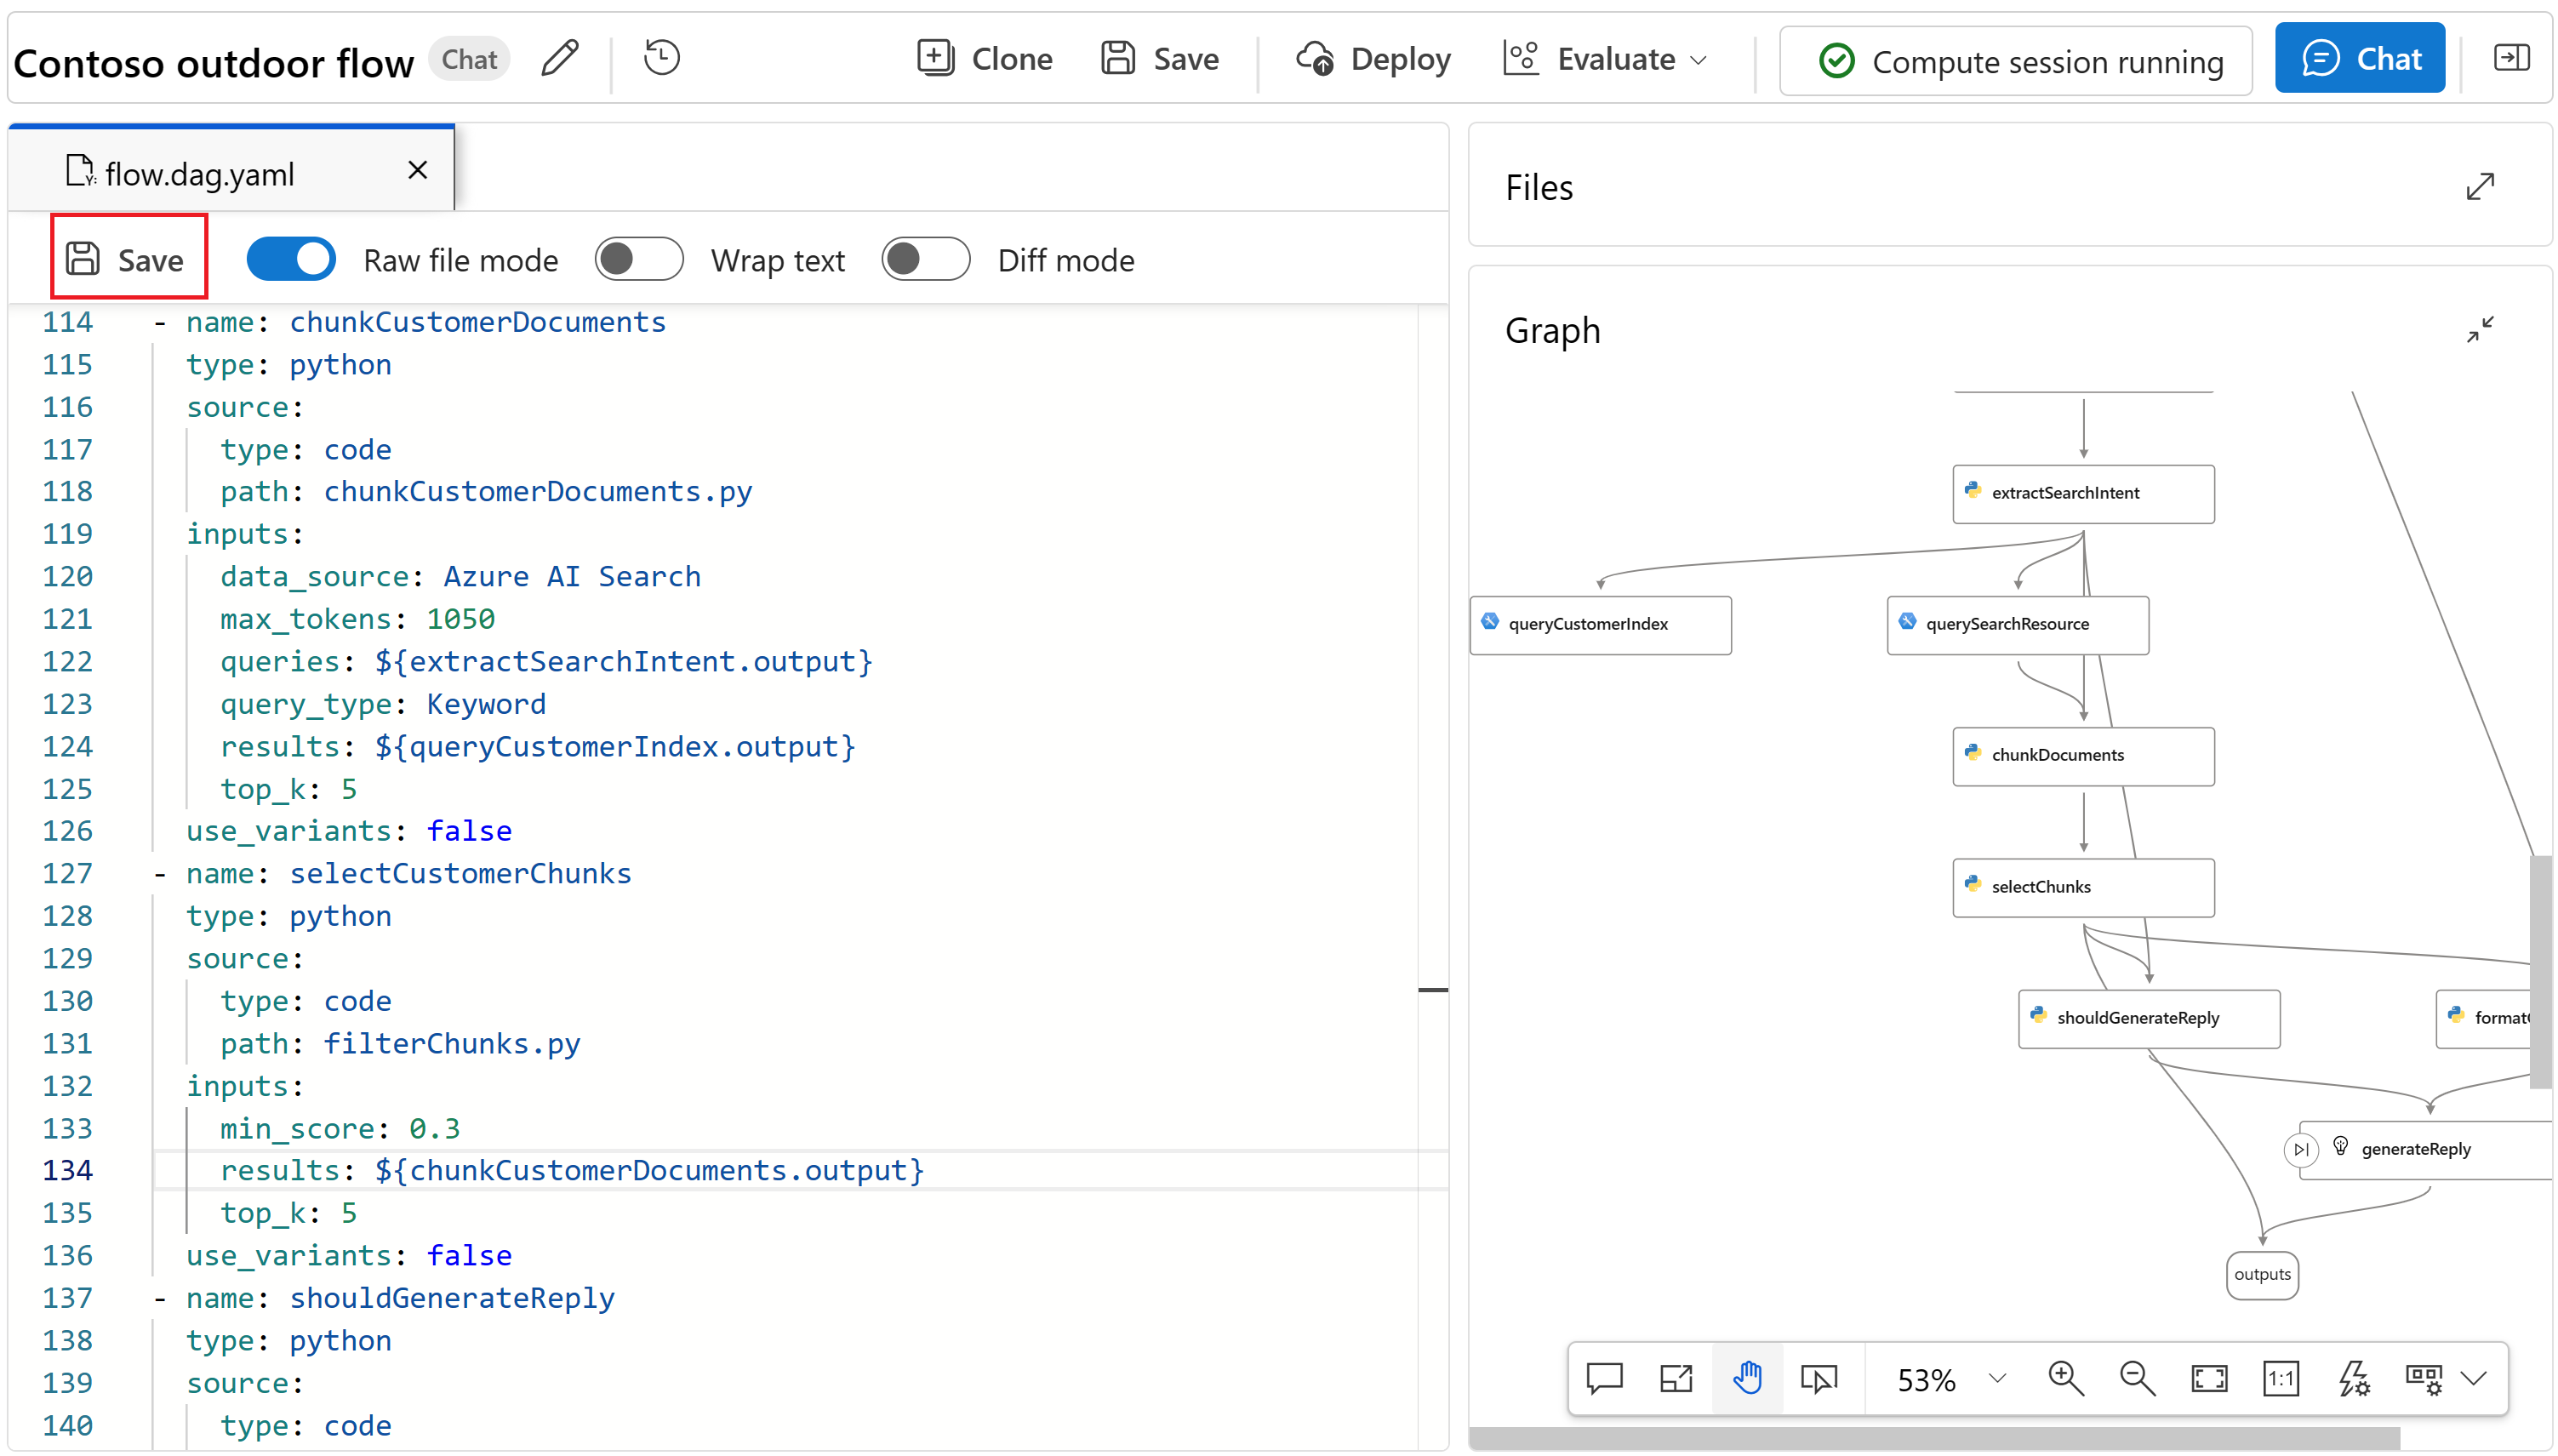 Contoso outdoor flow Chat Clone Save Deploy Evaluate Compute session running Chat
flow.dag.yaml
Save Raw file mode Wrap text Diff mode
114 - name: chunkCustomerDocuments
115 type: python
116 source:
117 type: code
118 path: chunkCustomerDocuments.py
119 inputs:
120 data_source: Azure AI Search
121 max_tokens: 1050
122 queries: ${extractSearchIntent.output}
123 query_type: Keyword
124 results: ${queryCustomerIndex.output}
125 top_k: 5
126 use_variants: false
127 - name: selectCustomerChunks
128 type: python
129 source:
130 type: code
131 path: filterChunks.py
132 inputs:
133 min_score: 0.3
134 results: ${chunkCustomerDocuments.output}
135 top_k: 5
136 use_variants: false
137 - name: shouldGenerateReply
138 type: python
139 source:
140 type: code
Files
Graph
extractSearchIntent
queryCustomerIndex
querySearchResource
chunkDocuments
selectChunks
shouldGenerateReply
generateReply
outputs
53% 1:1